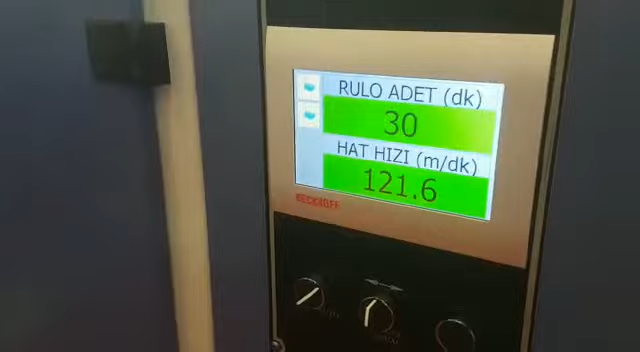 RULO ADET (dk)
30
HAT HIZI (m/dk)
121.6
BECKHOFF